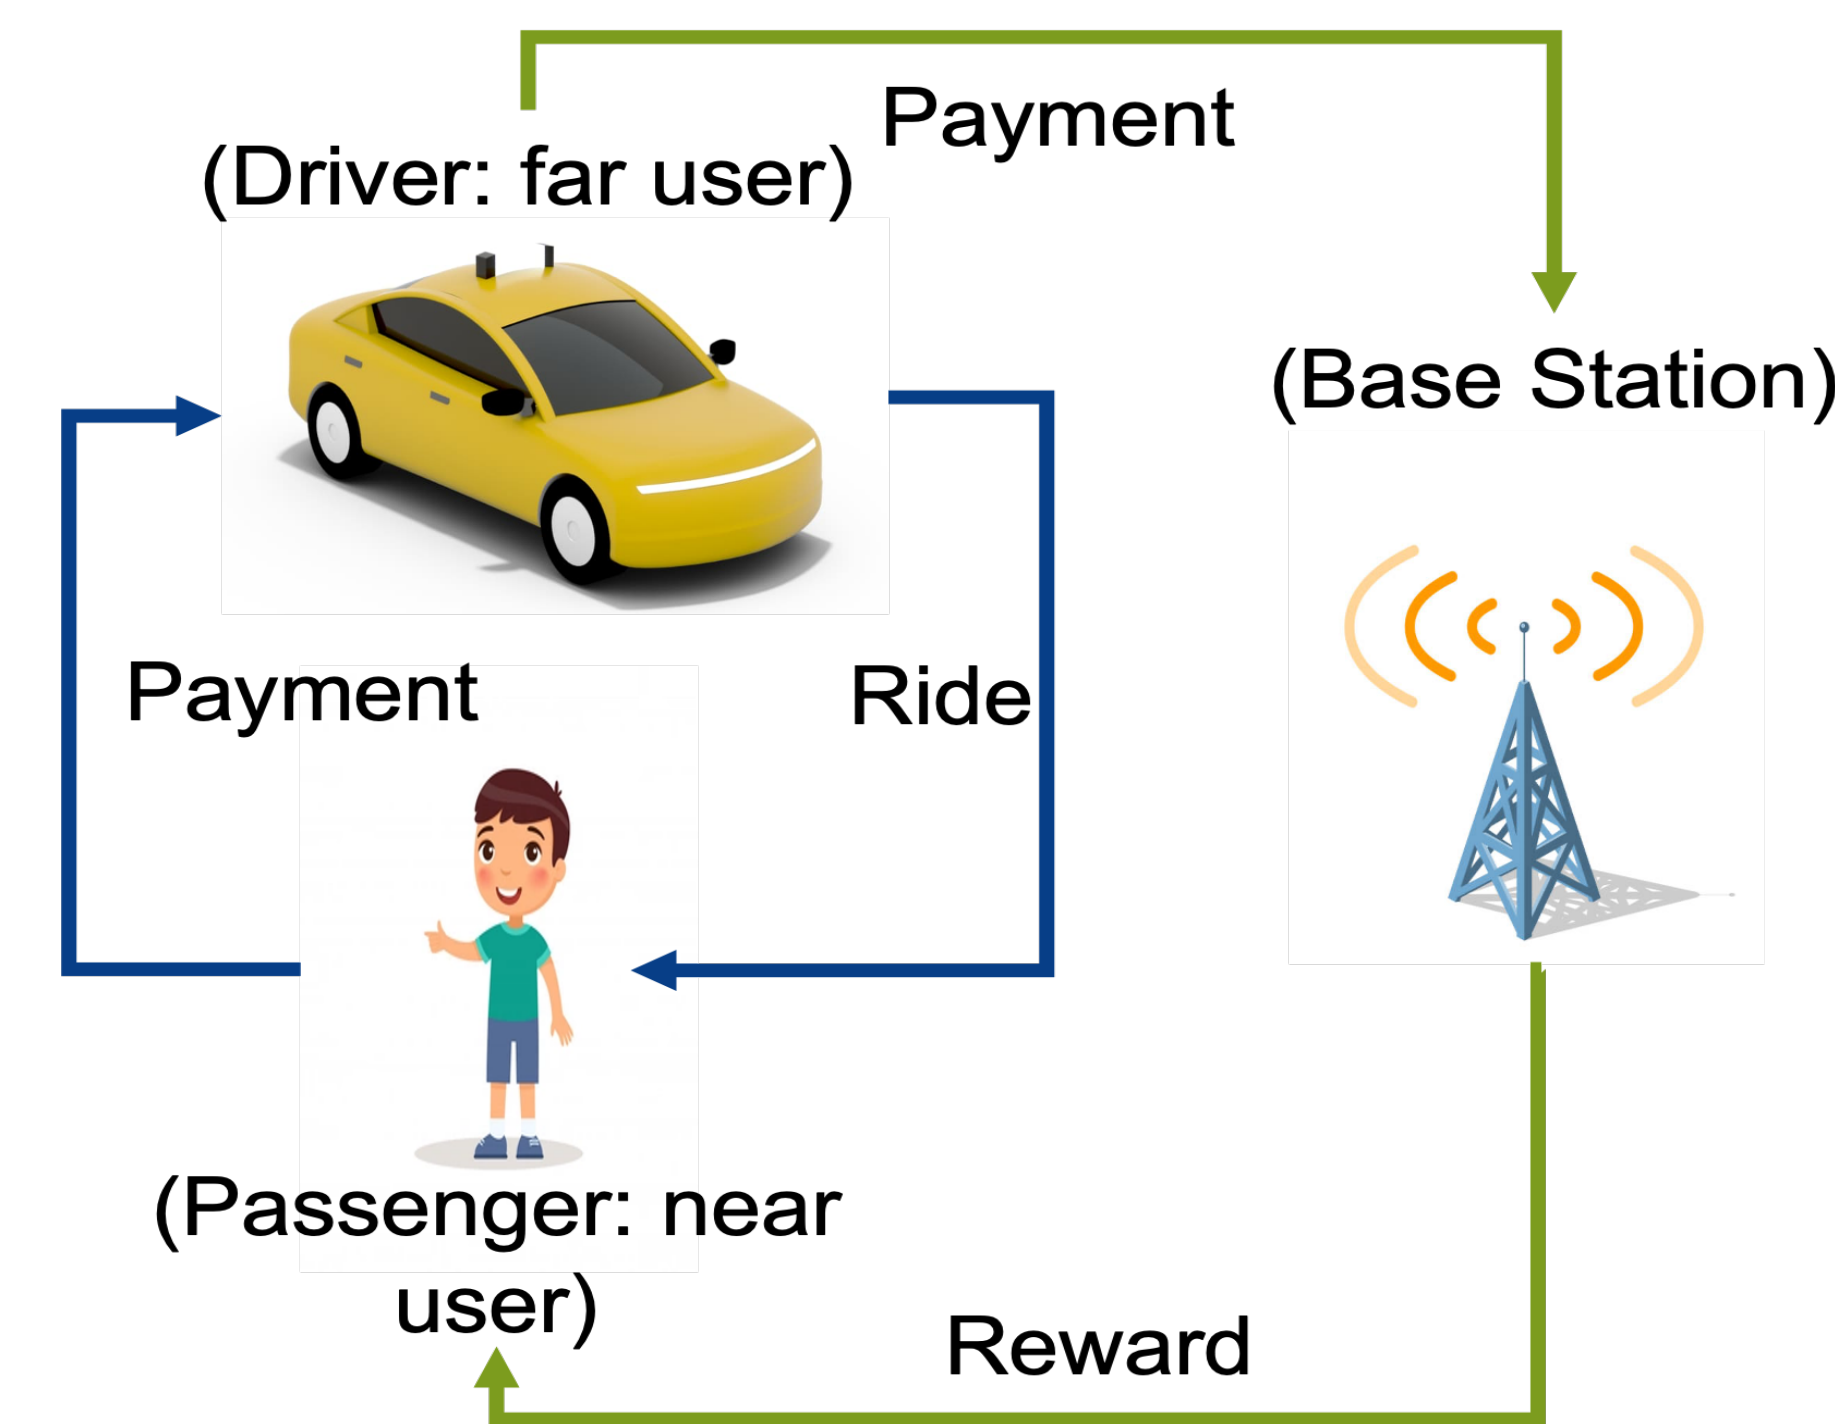 Payment
(Driver: far user)
(Base Station)
Payment
Ride
(Passenger: near
user)
Reward